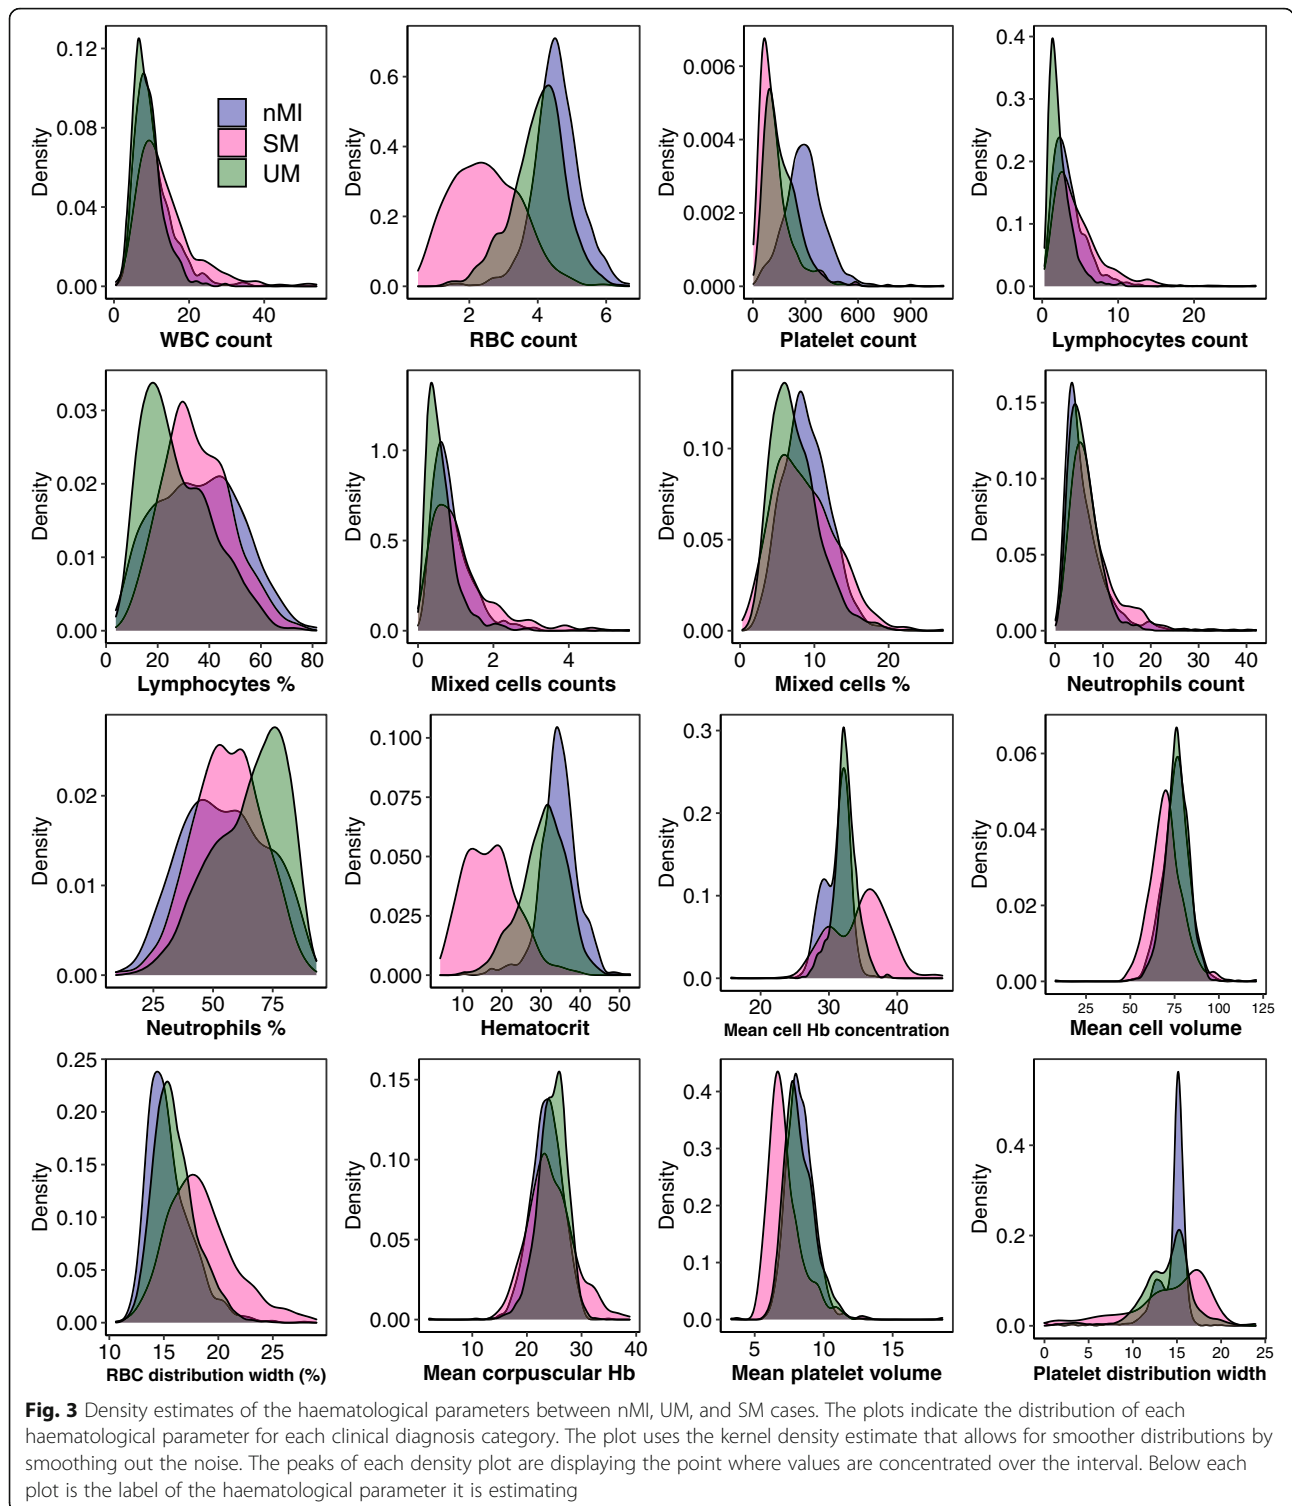 0.12
0.08
0.04
0.00
Density
0 20 40
WBC count
nMI
SM
UM
0.6
0.4
0.2
0.0
Density
2 4 6
RBC count
0.006
0.004
0.002
0.000
Density
0 300 600 900
Platelet count
0.4
0.3
0.2
0.1
0.0
Density
0 10 20
Lymphocytes count
0.03
0.02
0.01
0.00
Density
0 20 40 60 80
Lymphocytes %
1.0
0.5
0.0
Density
0 2 4
Mixed cells counts
0.10
0.05
0.00
Density
0 10 20
Mixed cells %
0.15
0.10
0.05
0.00
Density
0 10 20 30 40
Neutrophils count
0.02
0.01
0.00
Density
25 50 75
Neutrophils %
0.100
0.075
0.050
0.025
0.000
Density
10 20 30 40 50
Hematocrit
0.3
0.2
0.1
0.0
Density
20 30 40
Mean cell Hb concentration
0.06
0.04
0.02
0.00
Density
25 50 75 100 125
Mean cell volume
0.25
0.20
0.15
0.10
0.05
0.00
Density
10 15 20 25
RBC distribution width (%)
0.15
0.10
0.05
0.00
Density
10 20 30 40
Mean corpuscular Hb
0.4
0.3
0.2
0.1
0.0
Density
5 10 15
Mean platelet volume
0.4
0.2
0.0
Density
0 5 10 15 20 25
Platelet distribution width
Fig. 3 Density estimates of the haematological parameters between nMI, UM, and SM cases. The plots indicate the distribution of each
haematological parameter for each clinical diagnosis category. The plot uses the kernel density estimate that allows for smoother distributions by
smoothing out the noise. The peaks of each density plot are displaying the point where values are concentrated over the interval. Below each
plot is the label of the haematological parameter it is estimating